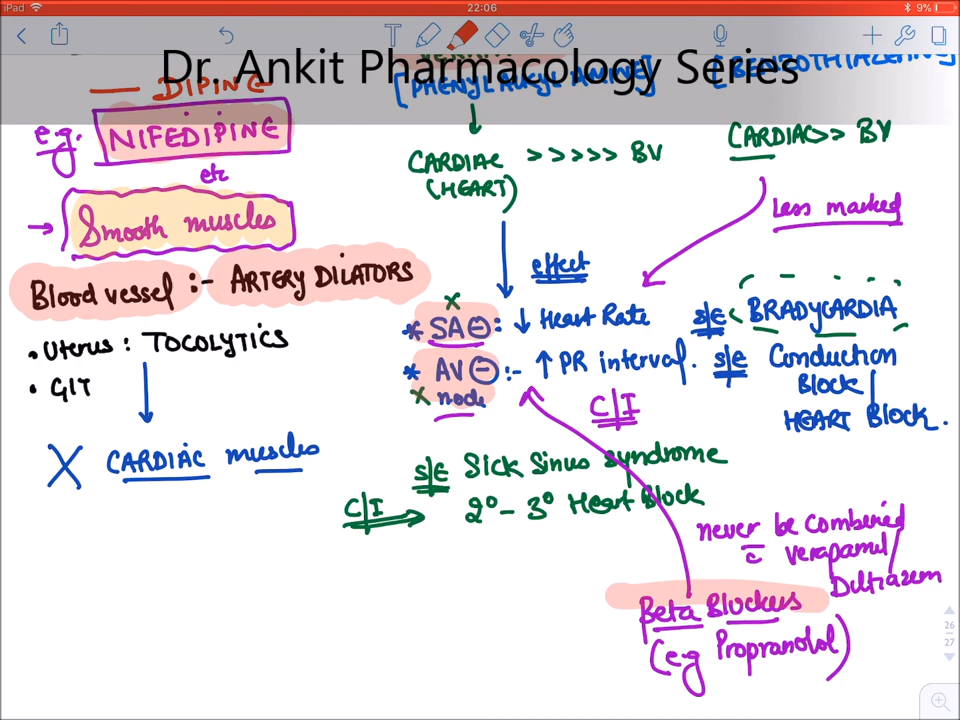 iPad
22:06
9%
Dr. Ankit Pharmacology Series
DIPINE
[PHENYLALKYLAMINE]
[BENZOTHIAZEPINE]
e.g. NIFEDIPINE
etc
Smooth muscles
Blood vessel :- ARTERY DILATORS
• Uterus : TOCOLYTICS
• GIT
X CARDIAC muscles
CARDIAC >>>>> BV
(HEART)
CARDIAC >> BV
Less marked
effect
* SA⊖ : ↓ Heart Rate s/E BRADYCARDIA
* AV⊖ :- ↑ PR interval. s/E Conduction
node
Block
HEART Block.
C/I
s/E Sick Sinus syndrome
C/I 2° - 3° Heart Block
never be combined
c̄ verapamil
Diltiazem
Beta Blockers
(e.g Propranolol)
26
27